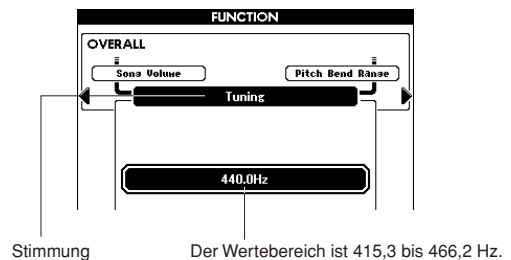 FUNCTION
OVERALL
Song Volume
Pitch Bend Range
Tuning
440.0Hz
Stimmung
Der Wertebereich ist 415,3 bis 466,2 Hz.